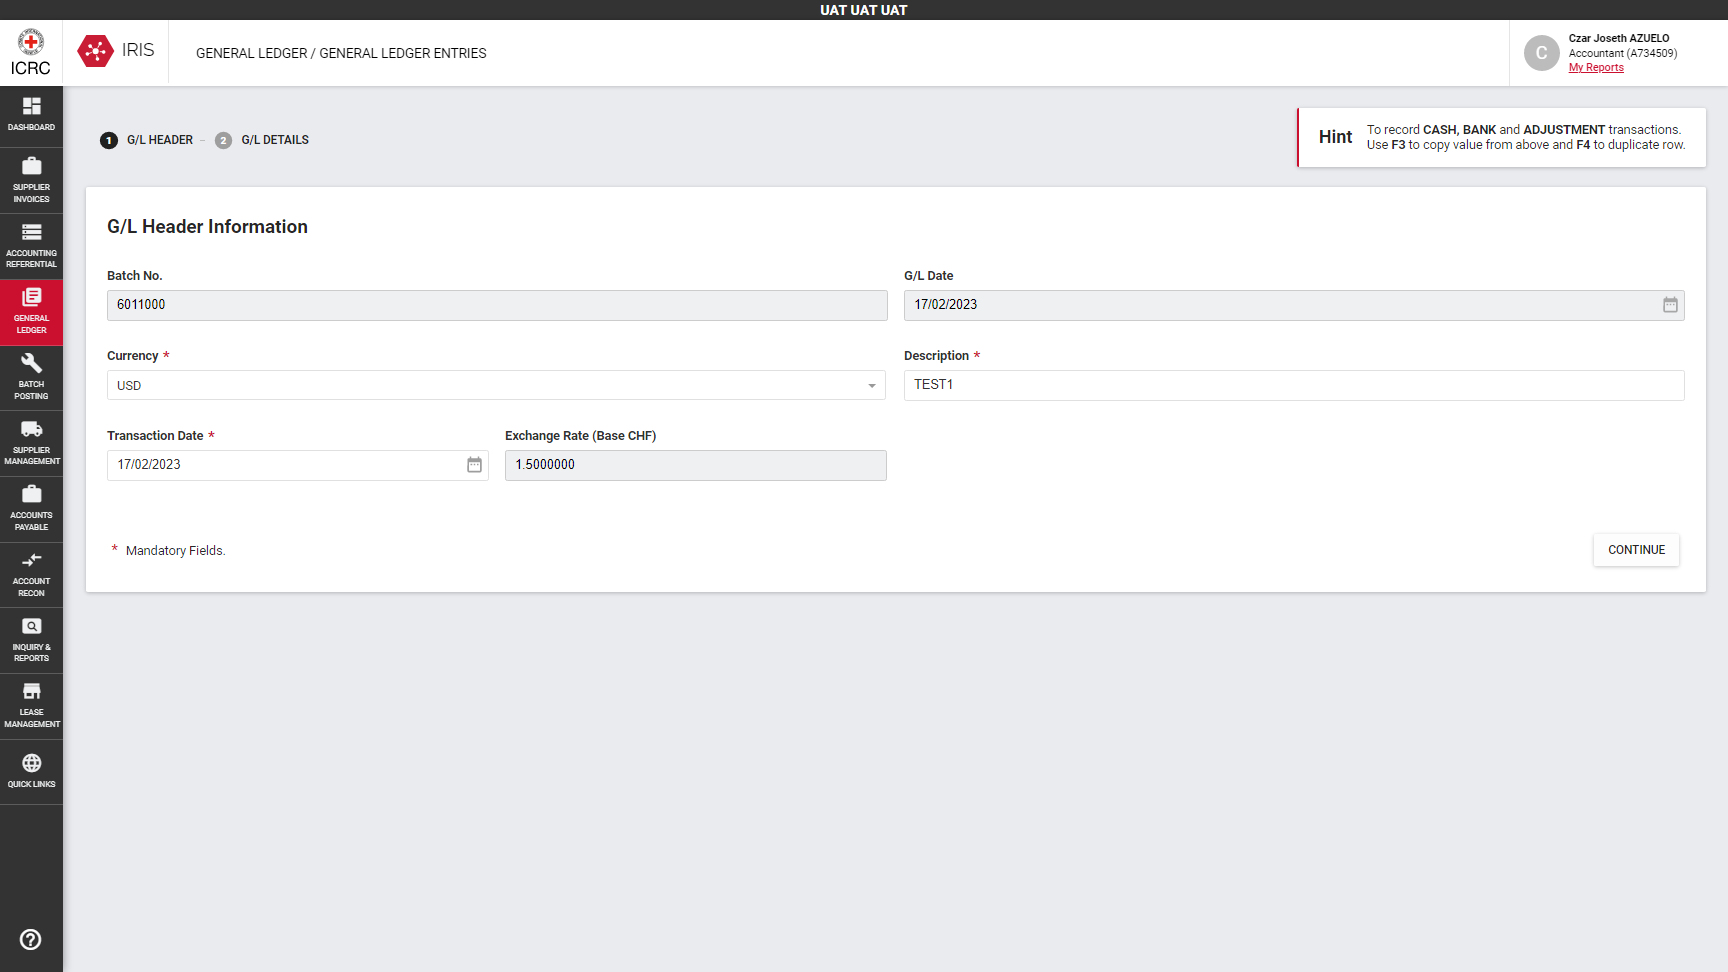 UAT UAT UAT
ICRC
IRIS
GENERAL LEDGER / GENERAL LEDGER ENTRIES
C
Czar Joseth AZUELO
Accountant (A734509)
My Reports
DASHBOARD
SUPPLIER
INVOICES
ACCOUNTING
REFERENTIAL
GENERAL
LEDGER
BATCH
POSTING
SUPPLIER
MANAGEMENT
ACCOUNTS
PAYABLE
ACCOUNT
RECON
INQUIRY &
REPORTS
LEASE
MANAGEMENT
QUICK LINKS
1 G/L HEADER – 2 G/L DETAILS
Hint
To record CASH, BANK and ADJUSTMENT transactions.
Use F3 to copy value from above and F4 to duplicate row.
G/L Header Information
Batch No.
6011000
G/L Date
17/02/2023
Currency *
USD
Description *
TEST1
Transaction Date *
17/02/2023
Exchange Rate (Base CHF)
1.5000000
* Mandatory Fields.
CONTINUE